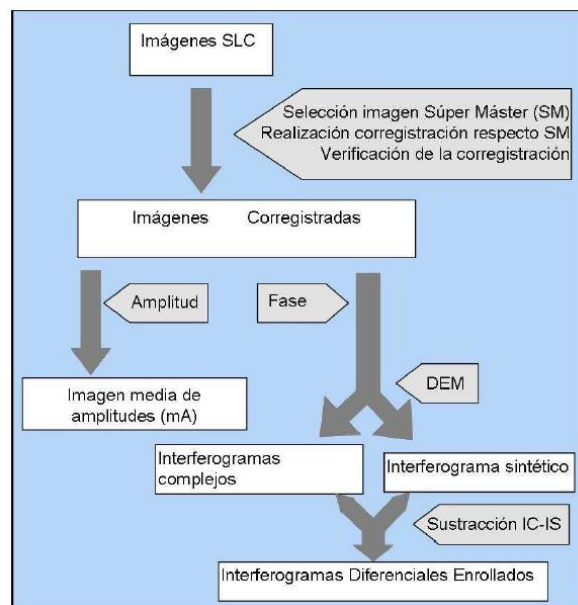 Imágenes SLC
Selección imagen Súper Máster (SM)
Realización corregistración respecto SM
Verificación de la corregistración
Imágenes Corregistradas
Amplitud
Fase
Imagen media de
amplitudes (mA)
DEM
Interferogramas
complejos
Interferograma sintético
Sustracción IC-IS
Interferogramas Diferenciales Enrollados